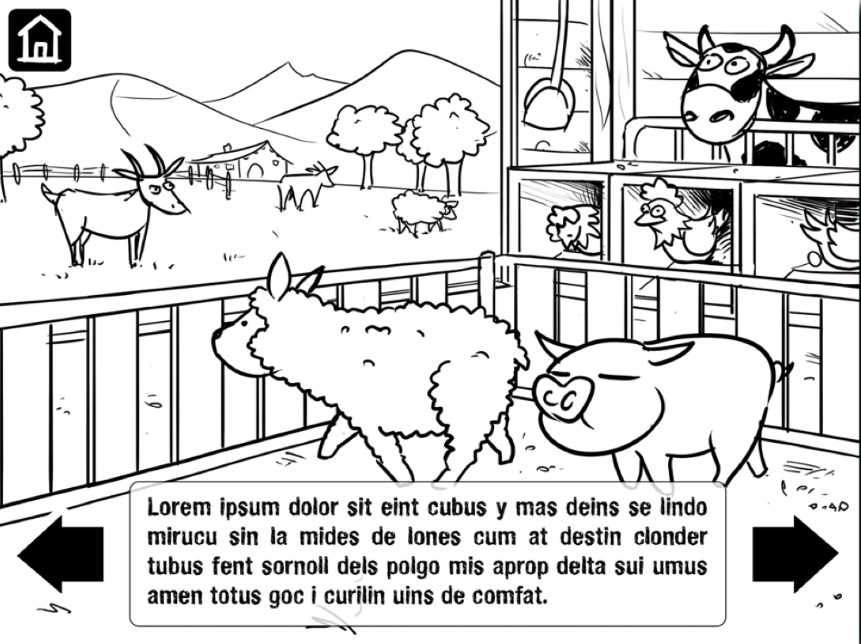 Lorem ipsum dolor sit eint cubus y mas deins se lindo
mirucu sin la mides de lones cum at destin clonder
tubus fent sornoll dels polgo mis aprop delta sui umus
amen totus goc i curilin uins de comfat.